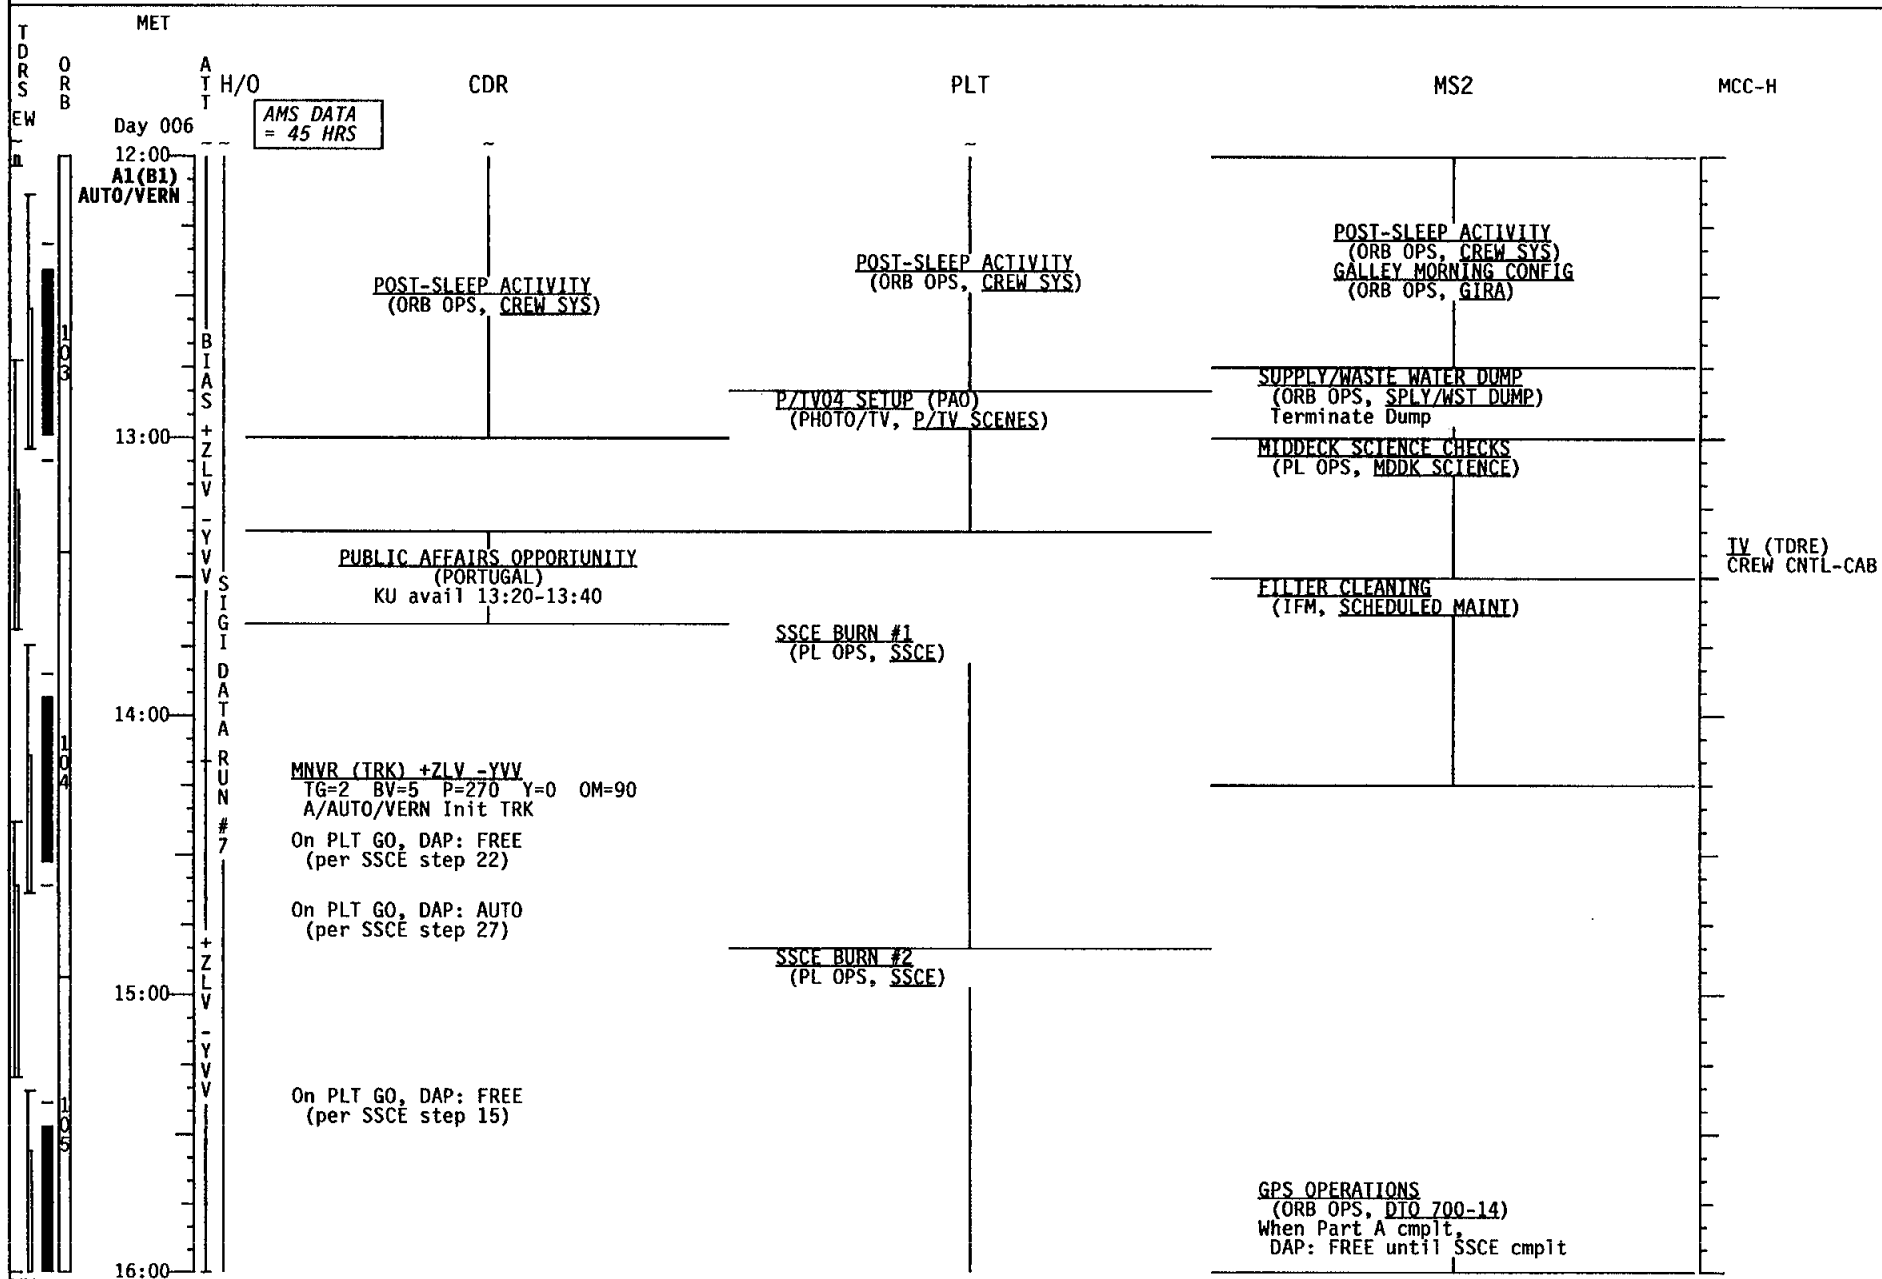 MET
TDRS
ORB
ATT
H/O
CDR
PLT
MS2
MCC-H
EW
AMS DATA
= 45 HRS
Day 006
~
12:00
A1(B1)
AUTO/VERN
POST-SLEEP ACTIVITY
(ORB OPS, CREW SYS)
POST-SLEEP ACTIVITY
(ORB OPS, CREW SYS)
POST-SLEEP ACTIVITY
(ORB OPS, CREW SYS)
GALLEY MORNING CONFIG
(ORB OPS, GIRA)
103
BIAS +ZLV -YVV
SUPPLY/WASTE WATER DUMP
(ORB OPS, SPLY/WST DUMP)
Terminate Dump
P/TV04 SETUP (PAO)
(PHOTO/TV, P/TV SCENES)
13:00
MIDDECK SCIENCE CHECKS
(PL OPS, MDDK SCIENCE)
PUBLIC AFFAIRS OPPORTUNITY
(PORTUGAL)
KU avail 13:20-13:40
TV (TDRE)
CREW CNTL-CAB
FILTER CLEANING
(IFM, SCHEDULED MAINT)
SIGI DATA RUN #7
SSCE BURN #1
(PL OPS, SSCE)
14:00
104
MNVR (TRK) +ZLV -YVV
TG=2 BV=5 P=270 Y=0 OM=90
A/AUTO/VERN Init TRK
On PLT GO, DAP: FREE
(per SSCE step 22)
On PLT GO, DAP: AUTO
(per SSCE step 27)
+ZLV -YVV
SSCE BURN #2
(PL OPS, SSCE)
15:00
On PLT GO, DAP: FREE
(per SSCE step 15)
105
GPS OPERATIONS
(ORB OPS, DTO 700-14)
When Part A cmplt,
DAP: FREE until SSCE cmplt
16:00